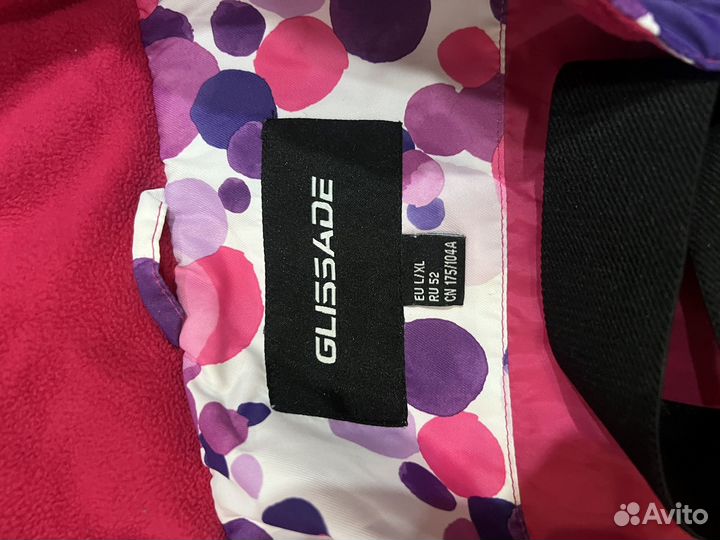 GLISSADE
EU L/XL
RU 52
CN 175/104A
Avito